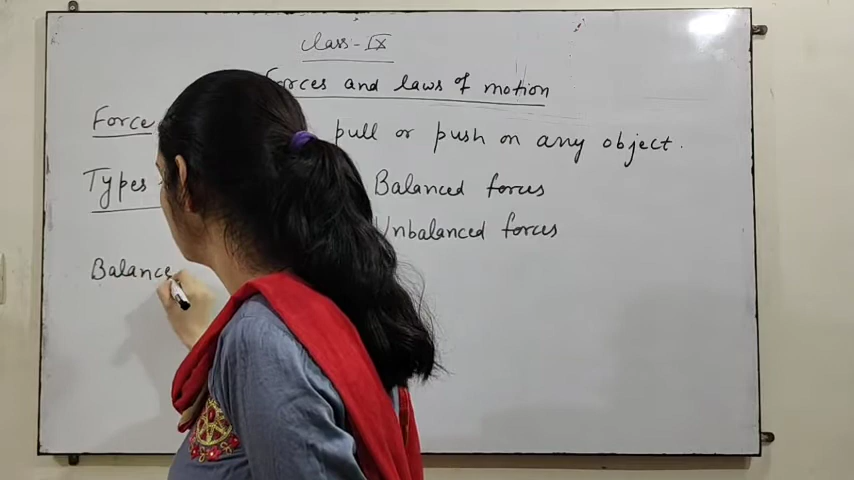 Class - IX
Forces and laws of motion
Force pull or push on any object.
Types Balanced forces
Unbalanced forces
Balance